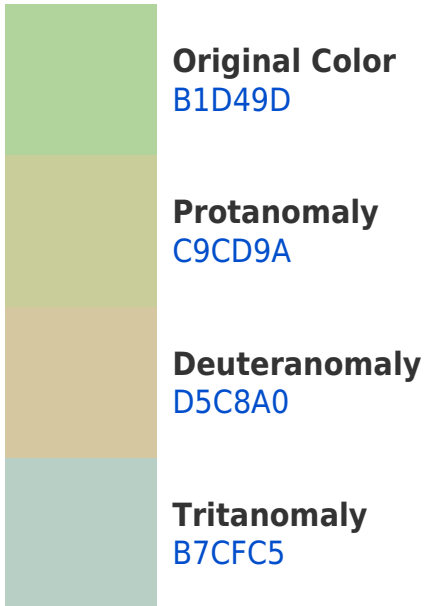 Original Color
B1D49D
Protanomaly
C9CD9A
Deuteranomaly
D5C8A0
Tritanomaly
B7CFC5